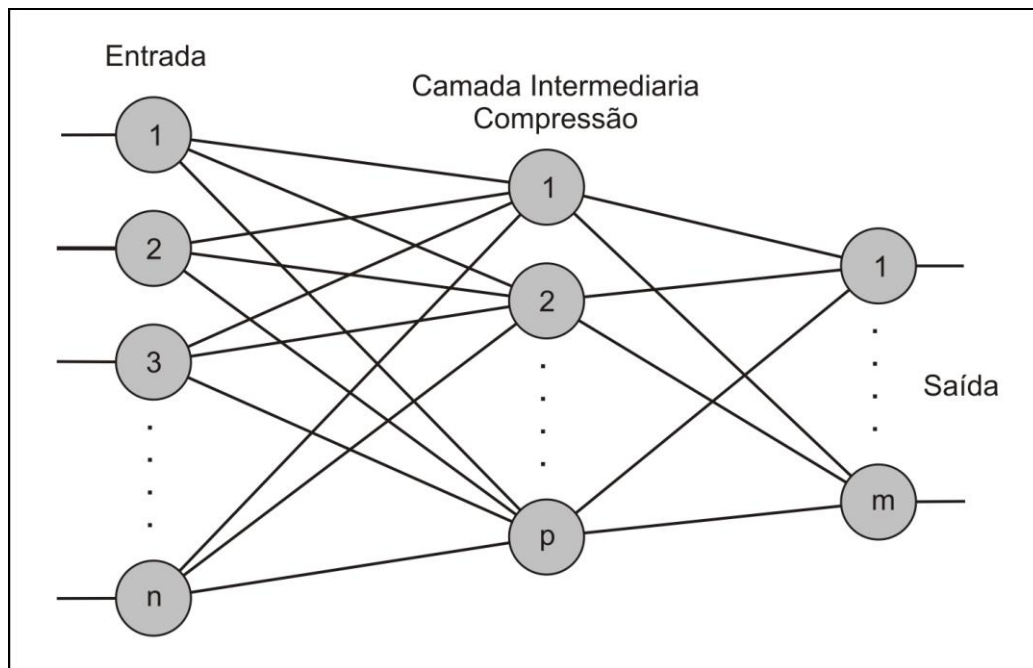 Entrada
Camada Intermediaria
Compressão
1
1
2
1
2
3
Saída
m
p
n